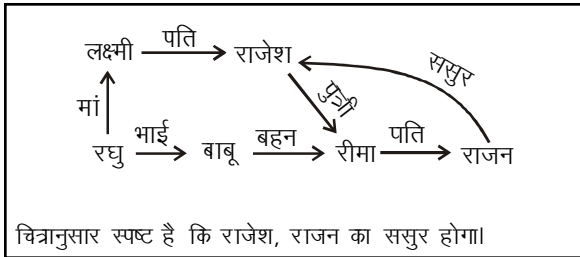 लक्ष्मी पति राजेश ससुर
मां पुत्री
रघु भाई बाबू बहन रीमा पति राजन
चित्रानुसार स्पष्ट है कि राजेश, राजन का ससुर होगा।